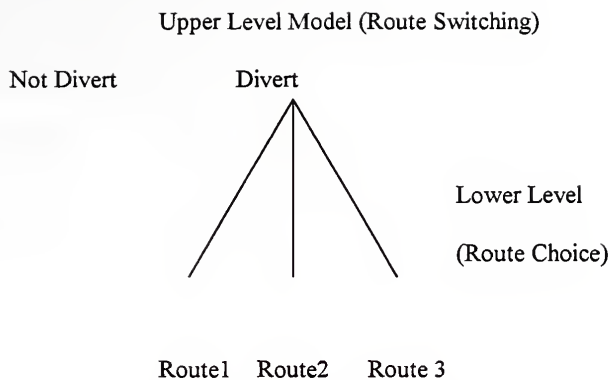 Upper Level Model (Route Switching)
Not Divert Divert
Lower Level
(Route Choice)
Route1 Route2 Route 3